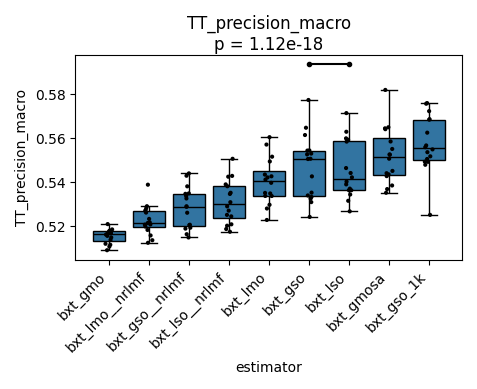 TT_precision_macro
p = 1.12e-18
TT_precision_macro
0.58
0.56
0.54
0.52
bxt_gmo
bxt_lmo__nrlmf
bxt_gso__nrlmf
bxt_lso__nrlmf
bxt_lmo
bxt_gso
bxt_lso
bxt_gmosa
bxt_gso_1k
estimator